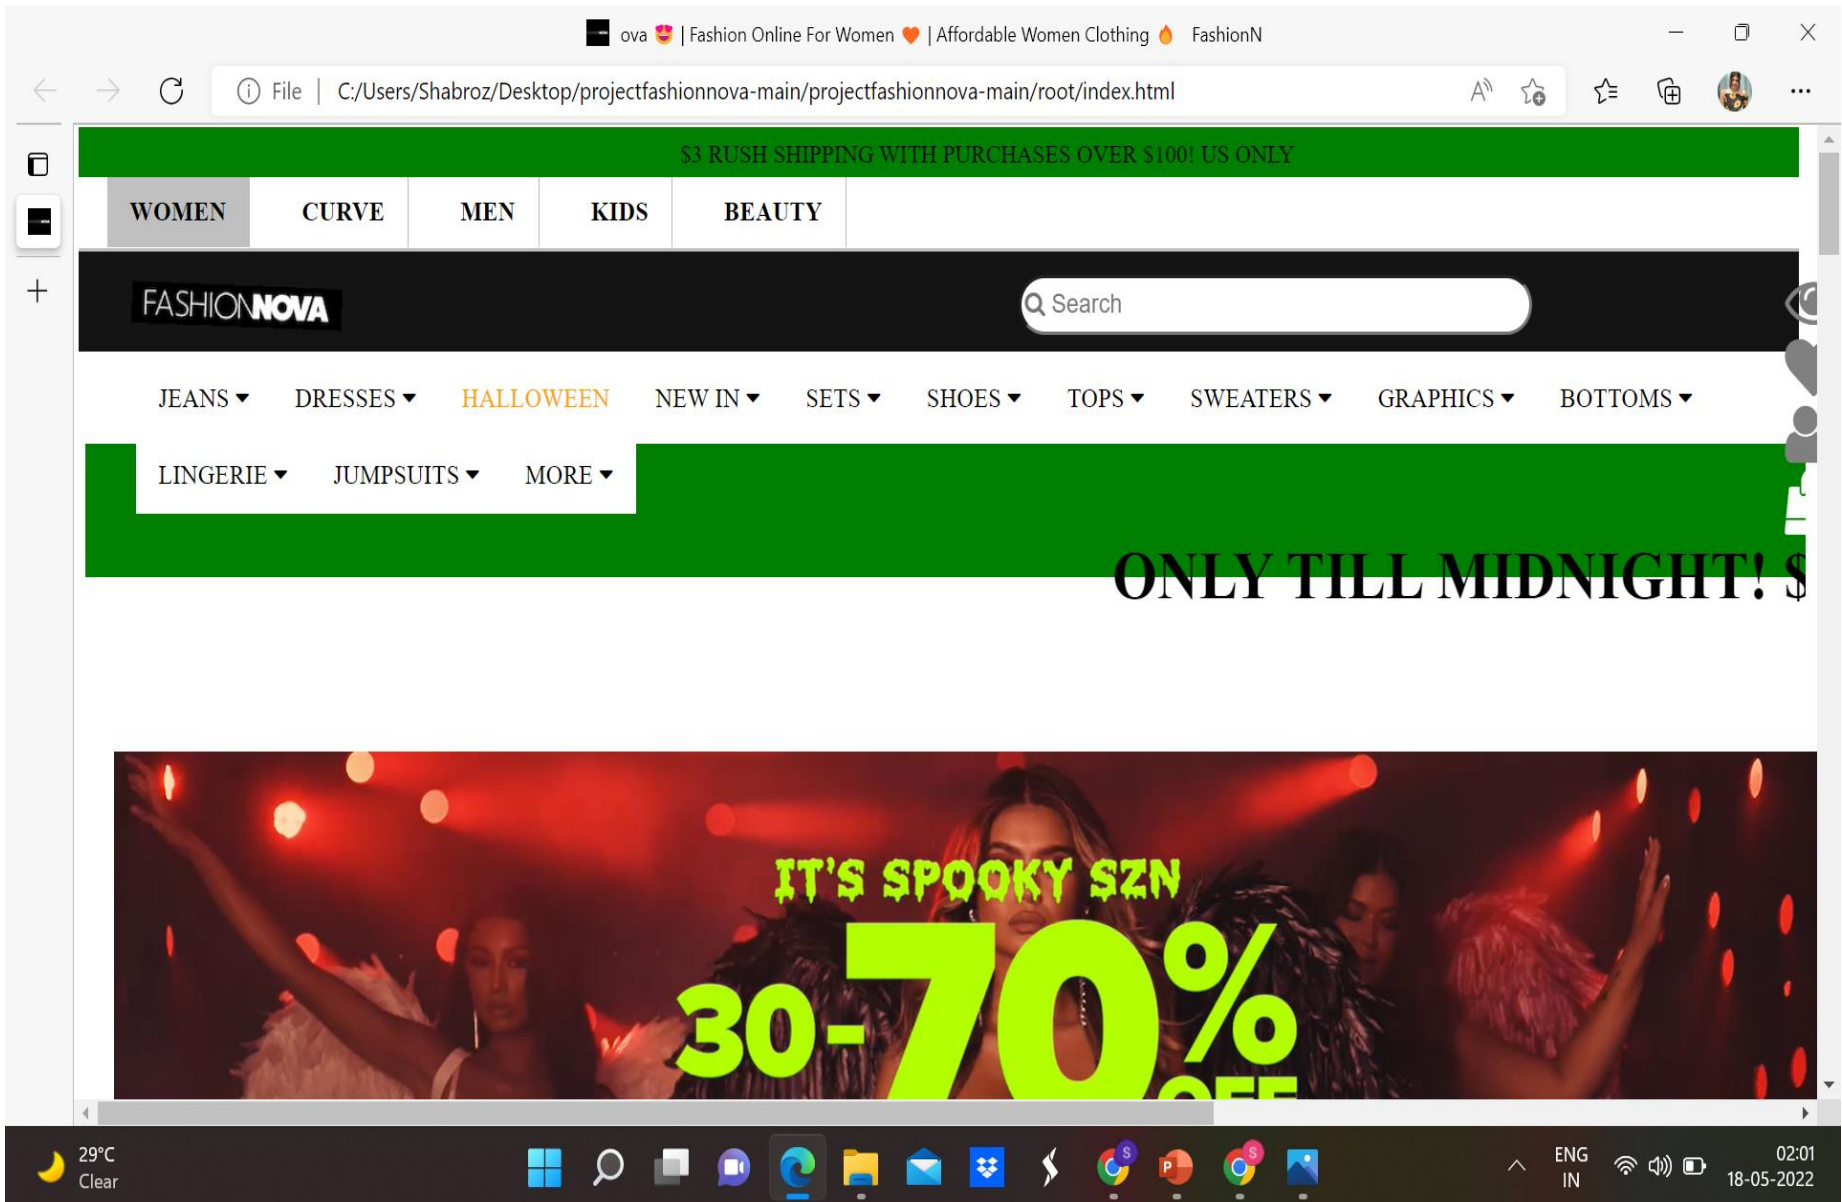 ova 😍 | Fashion Online For Women 🧡 | Affordable Women Clothing 🔥 FashionN
File | C:/Users/Shabroz/Desktop/projectfashionnova-main/projectfashionnova-main/root/index.html
$3 RUSH SHIPPING WITH PURCHASES OVER $100! US ONLY
WOMEN CURVE MEN KIDS BEAUTY
FASHIONNOVA Search
JEANS DRESSES HALLOWEEN NEW IN SETS SHOES TOPS SWEATERS GRAPHICS BOTTOMS
LINGERIE JUMPSUITS MORE
ONLY TILL MIDNIGHT! $
IT'S SPOOKY SZN
30-70%
OFF
29°C
Clear
ENG
IN
02:01
18-05-2022